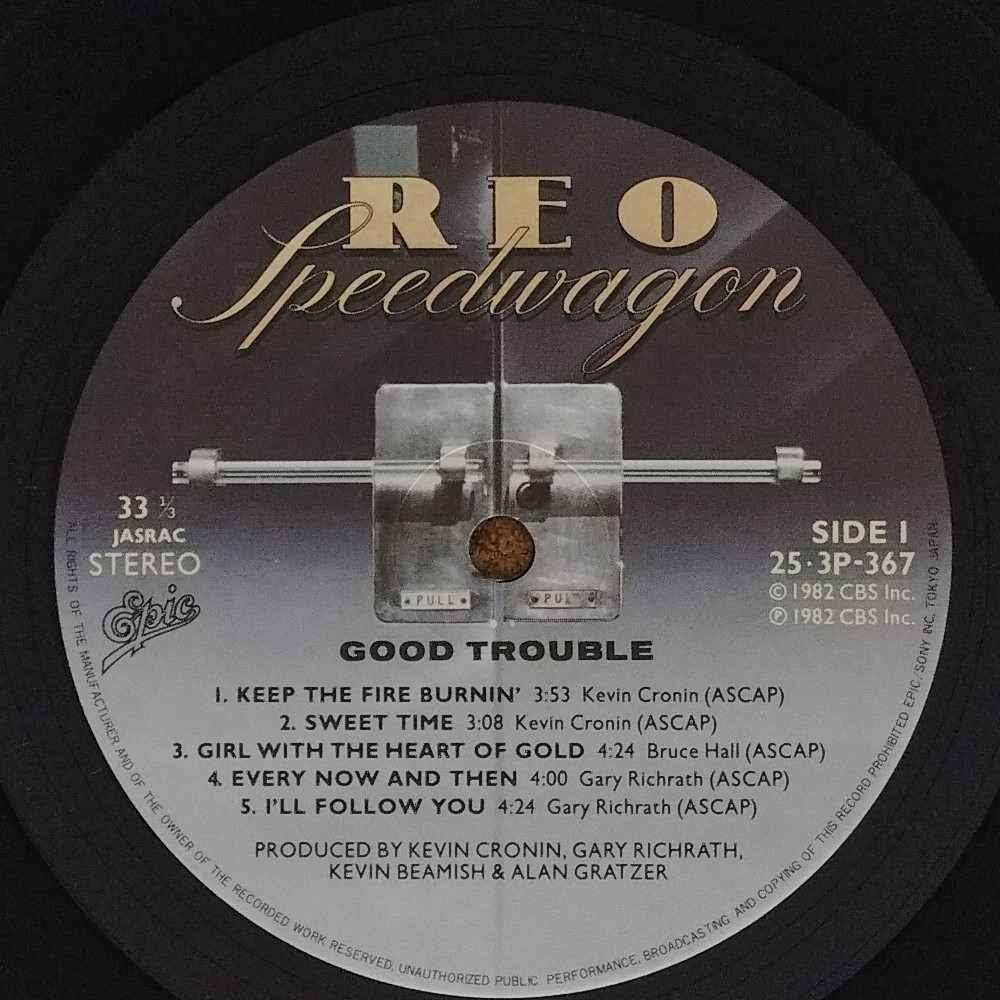 REO
Speedwagon
33 ⅓
JASRAC
STEREO
Epic
SIDE 1
25·3P-367
© 1982 CBS Inc.
℗ 1982 CBS Inc.
PULL
PUL
GOOD TROUBLE
1. KEEP THE FIRE BURNIN' 3:53 Kevin Cronin (ASCAP)
2. SWEET TIME 3:08 Kevin Cronin (ASCAP)
3. GIRL WITH THE HEART OF GOLD 4:24 Bruce Hall (ASCAP)
4. EVERY NOW AND THEN 4:00 Gary Richrath (ASCAP)
5. I'LL FOLLOW YOU 4:24 Gary Richrath (ASCAP)
PRODUCED BY KEVIN CRONIN, GARY RICHRATH,
KEVIN BEAMISH & ALAN GRATZER
ALL RIGHTS OF THE MANUFACTURER AND OF THE OWNER OF THE RECORDED WORK RESERVED. UNAUTHORIZED PUBLIC PERFORMANCE, BROADCASTING AND COPYING OF THIS RECORD PROHIBITED EPIC/SONY INC. TOKYO JAPAN